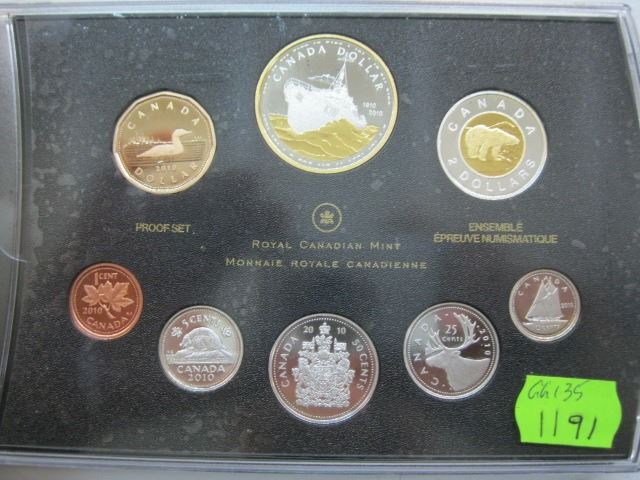 CANADA DOLLAR
1910
2010
CANADA
2010
DOLLAR
CANADA
2 DOLLARS
PROOF SET
ROYAL CANADIAN MINT
MONNAIE ROYALE CANADIENNE
ENSEMBLE
ÉPREUVE NUMISMATIQUE
1 CENT
2010
CANADA
5 CENTS
CANADA
2010
20 10
CANADA
50 CENTS
CANADA
25
Cents
2010
CANADA
2010
1191